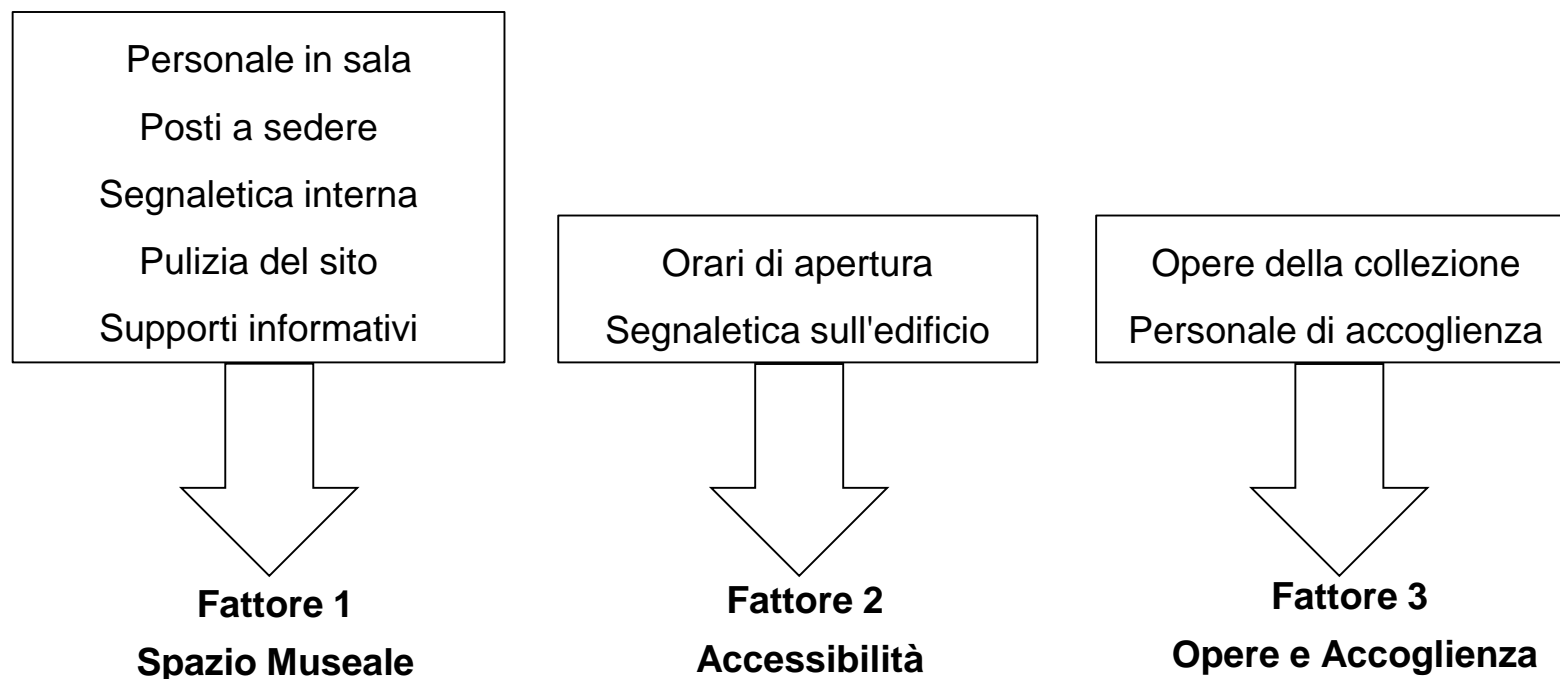 Personale in sala
Posti a sedere
Segnaletica interna
Pulizia del sito
Supporti informativi
Fattore 1
Spazio Museale
Orari di apertura
Segnaletica sull'edificio
Fattore 2
Accessibilità
Opere della collezione
Personale di accoglienza
Fattore 3
Opere e Accoglienza